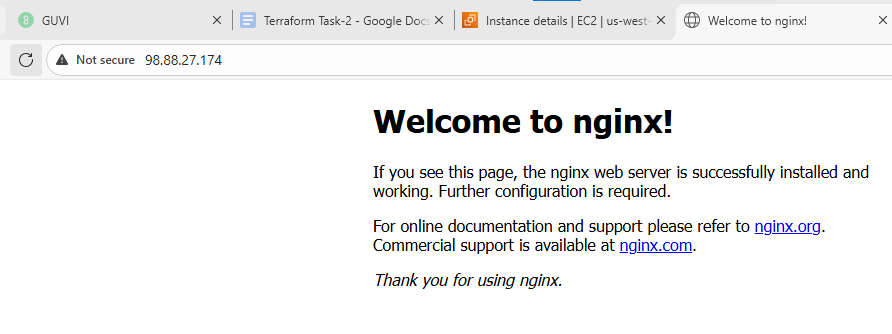 GUVI
Terraform Task-2 - Google Docs
Instance details | EC2 | us-west-
Welcome to nginx!
Not secure 98.88.27.174
Welcome to nginx!
If you see this page, the nginx web server is successfully installed and
working. Further configuration is required.
For online documentation and support please refer to nginx.org.
Commercial support is available at nginx.com.
Thank you for using nginx.